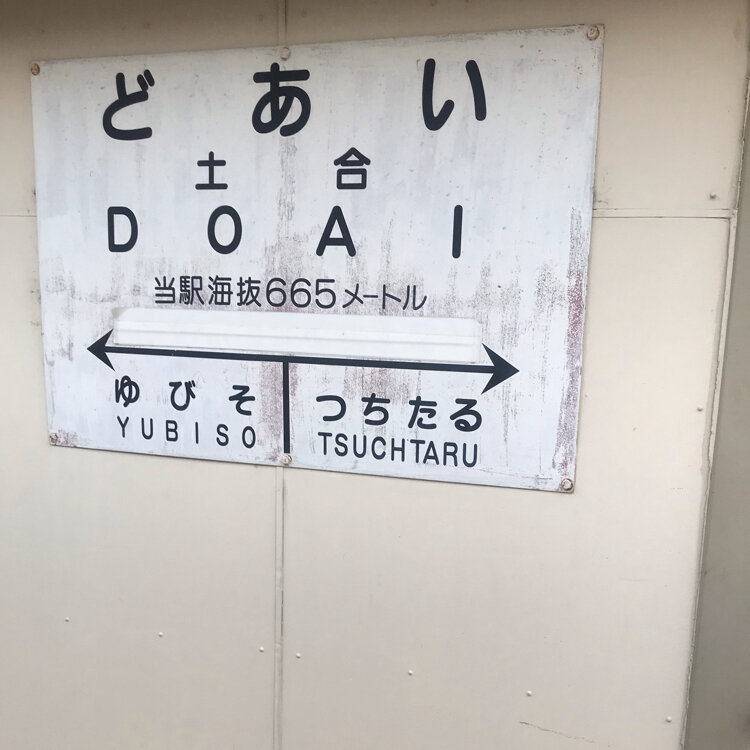 どあい
土合
DOAI
当駅海抜665メートル
ゆびそ
YUBISO
つちたる
TSUCHTARU